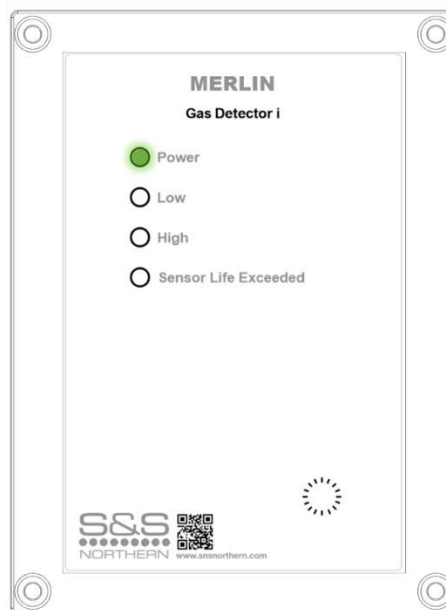 MERLIN
Gas Detector i
Power
Low
High
Sensor Life Exceeded
S&S
NORTHERN
www.snsnorthern.com